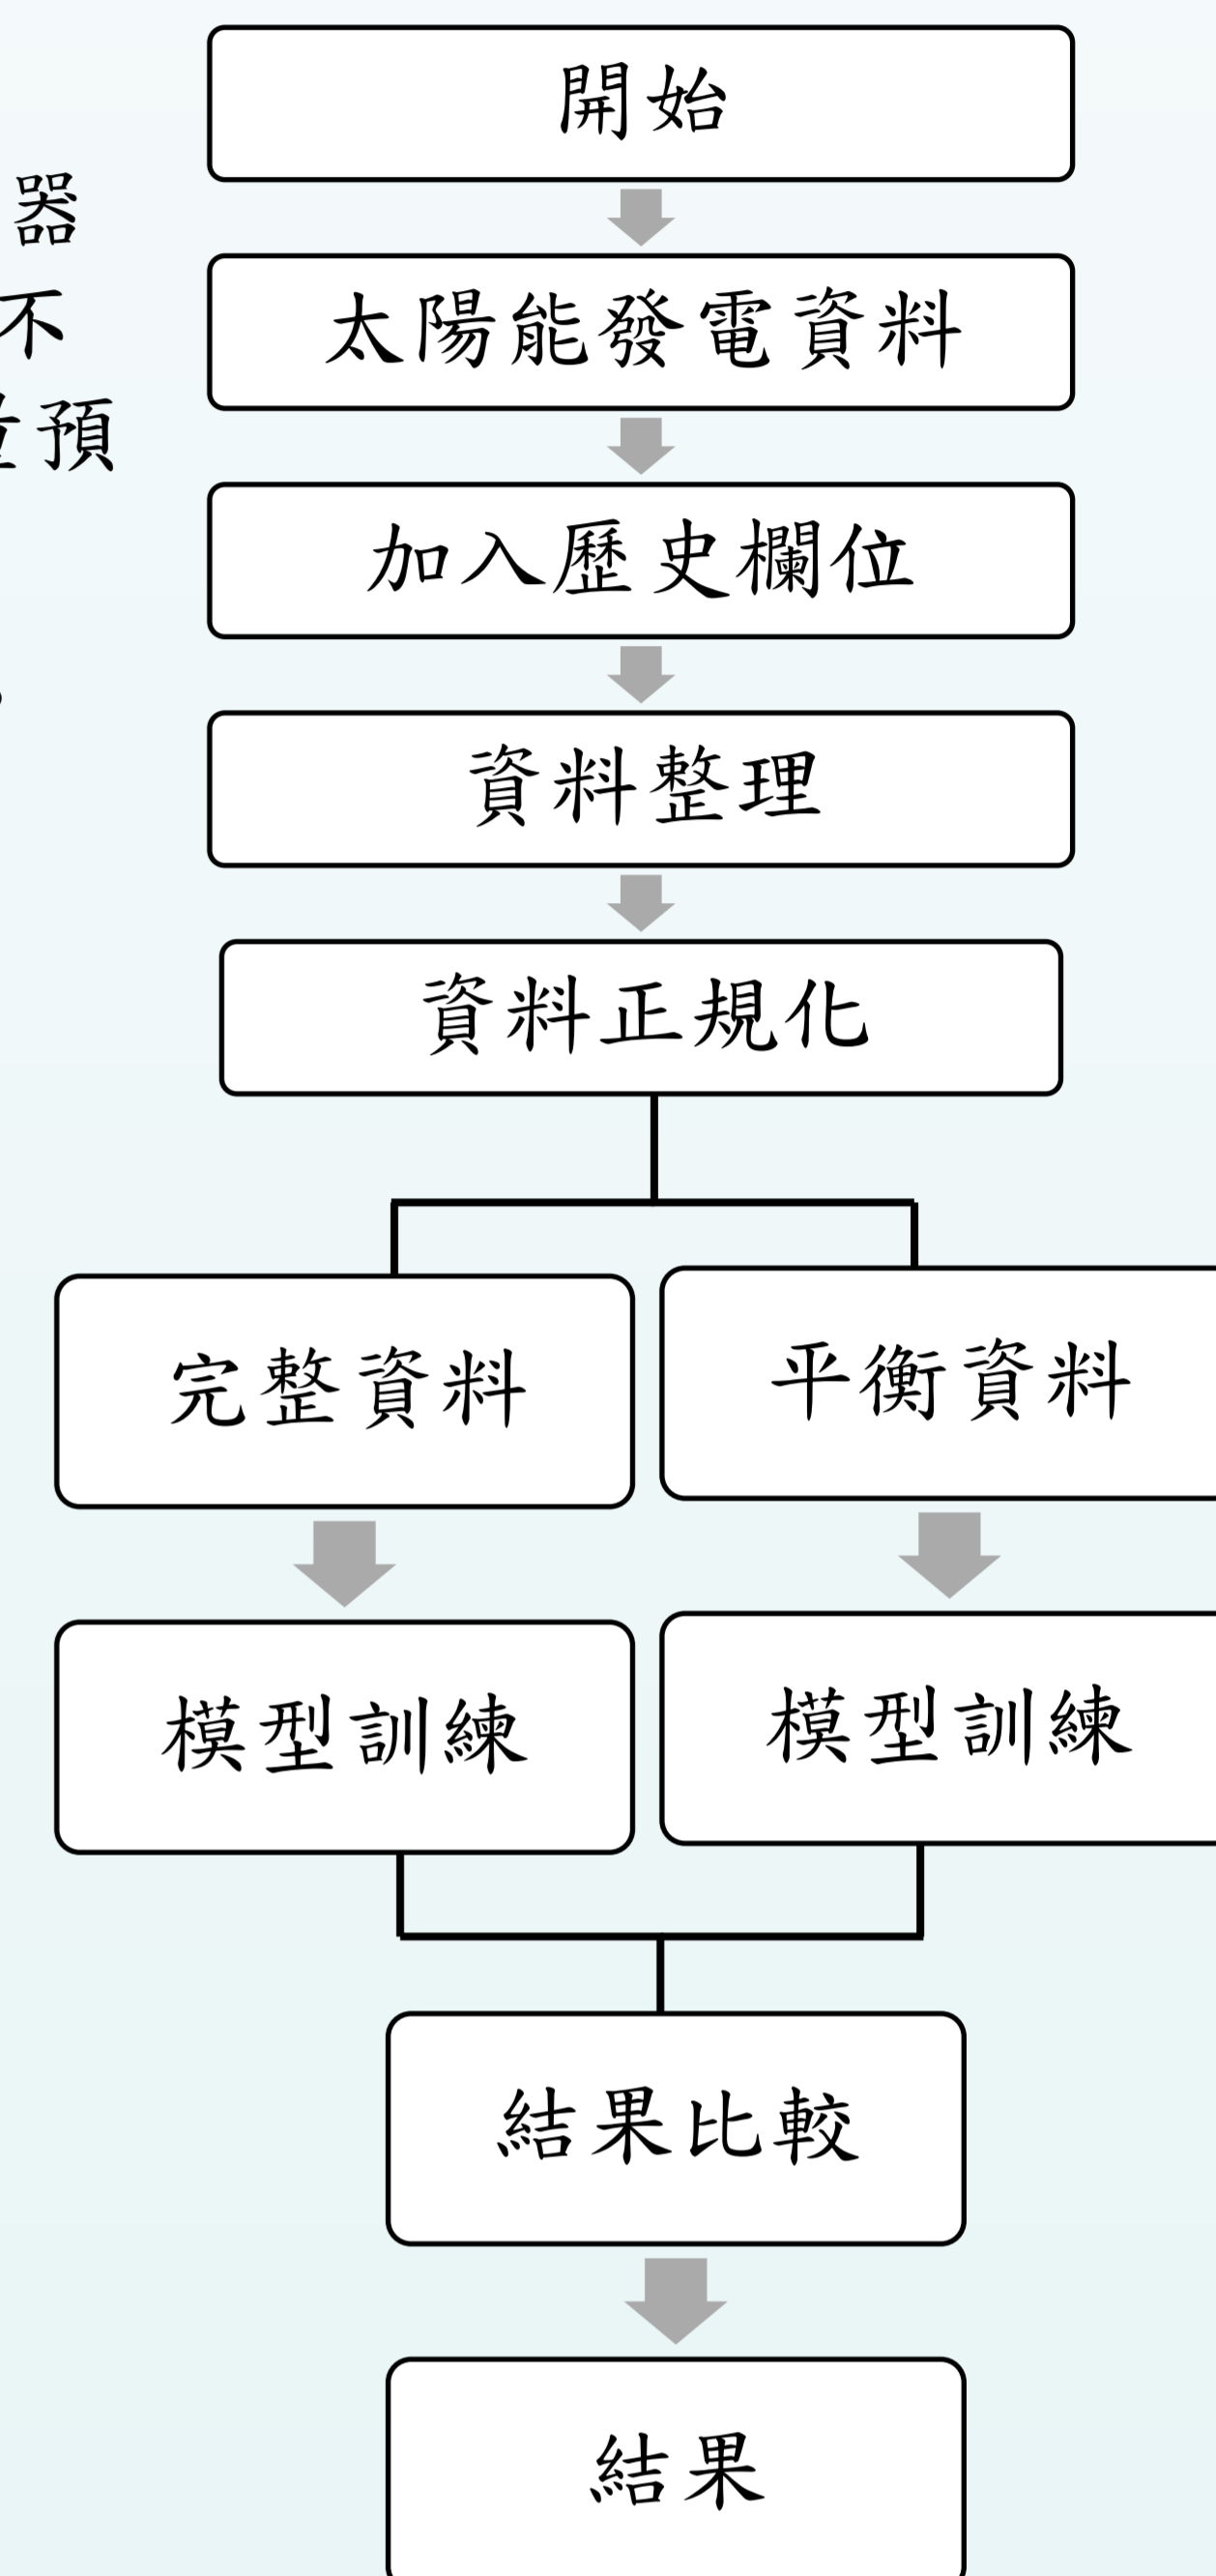 開始
器
太陽能發電資料
不
預
加入歷史欄位
資料整理
資料正規化
完整資料
平衡資料
模型訓練
模型訓練
結果比較
結果